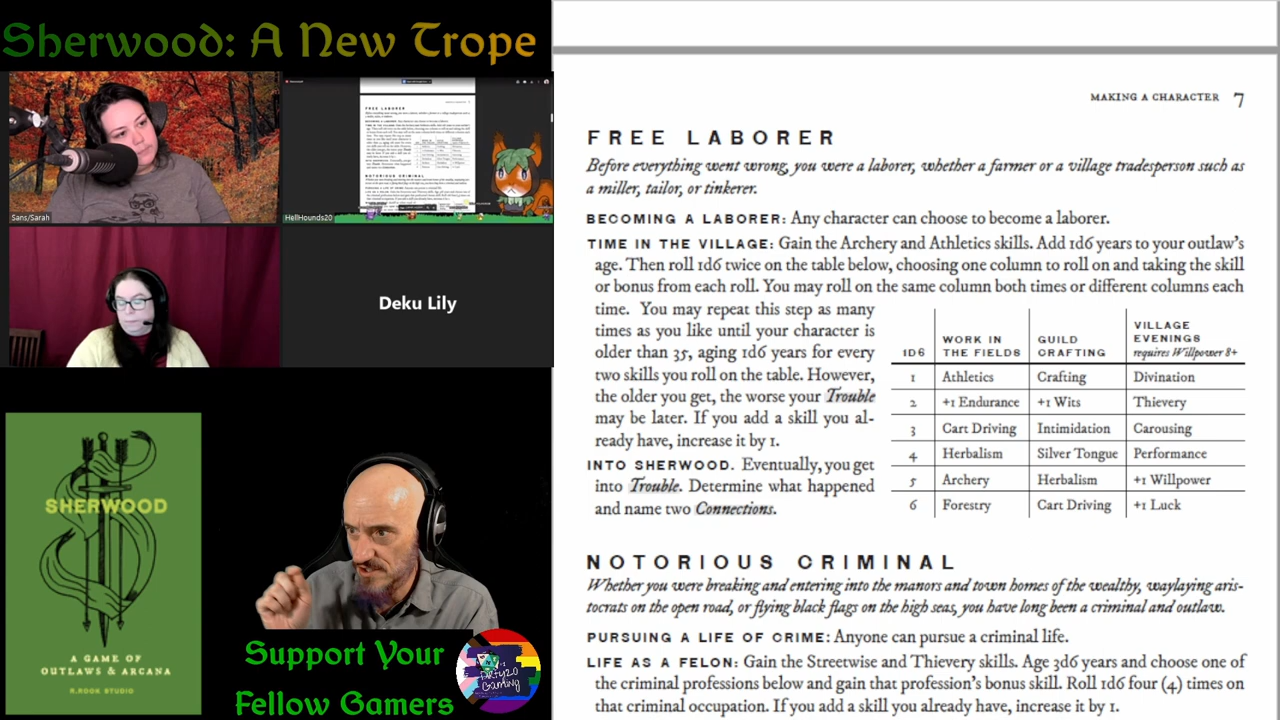 Sherwood: A New Trope
Sans/Sarah
HellHounds20
Deku Lily
SHERWOOD
A GAME OF
OUTLAWS & ARCANA
R.ROOK STUDIO
Support Your
Fellow Gamers
MAKING A CHARACTER 7
FREE LABORER
Before everything went wrong, you were a laborer, whether a farmer or a village tradesperson such as
a miller, tailor, or tinkerer.
BECOMING A LABORER: Any character can choose to become a laborer.
TIME IN THE VILLAGE: Gain the Archery and Athletics skills. Add 1d6 years to your outlaw's
age. Then roll 1d6 twice on the table below, choosing one column to roll on and taking the skill
or bonus from each roll. You may roll on the same column both times or different columns each
time. You may repeat this step as many
times as you like until your character is
older than 35, aging 1d6 years for every
two skills you roll on the table. However,
the older you get, the worse your Trouble
may be later. If you add a skill you al-
ready have, increase it by 1.
INTO SHERWOOD. Eventually, you get
into Trouble. Determine what happened
and name two Connections.
1D6 WORK IN THE FIELDS GUILD CRAFTING VILLAGE EVENINGS requires Willpower 8+
1 Athletics Crafting Divination
2 +1 Endurance +1 Wits Thievery
3 Cart Driving Intimidation Carousing
4 Herbalism Silver Tongue Performance
5 Archery Herbalism +1 Willpower
6 Forestry Cart Driving +1 Luck
NOTORIOUS CRIMINAL
Whether you were breaking and entering into the manors and town homes of the wealthy, waylaying aris-
tocrats on the open road, or flying black flags on the high seas, you have long been a criminal and outlaw.
PURSUING A LIFE OF CRIME: Anyone can pursue a criminal life.
LIFE AS A FELON: Gain the Streetwise and Thievery skills. Age 3d6 years and choose one of
the criminal professions below and gain that profession's bonus skill. Roll 1d6 four (4) times on
that criminal occupation. If you add a skill you already have, increase it by 1.